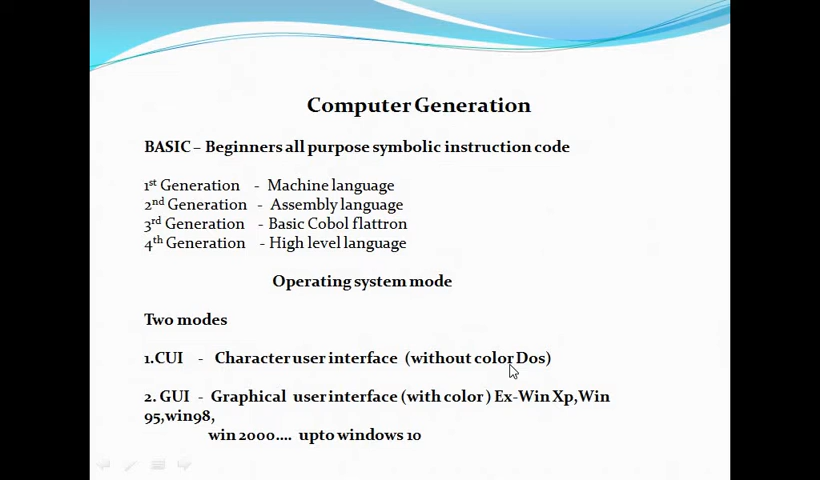 Computer Generation
BASIC – Beginners all purpose symbolic instruction code
1st Generation - Machine language
2nd Generation - Assembly language
3rd Generation - Basic Cobol flattron
4th Generation - High level language
Operating system mode
Two modes
1.CUI - Character user interface (without color Dos)
2. GUI - Graphical user interface (with color ) Ex-Win Xp,Win
95,win98,
win 2000.... upto windows 10